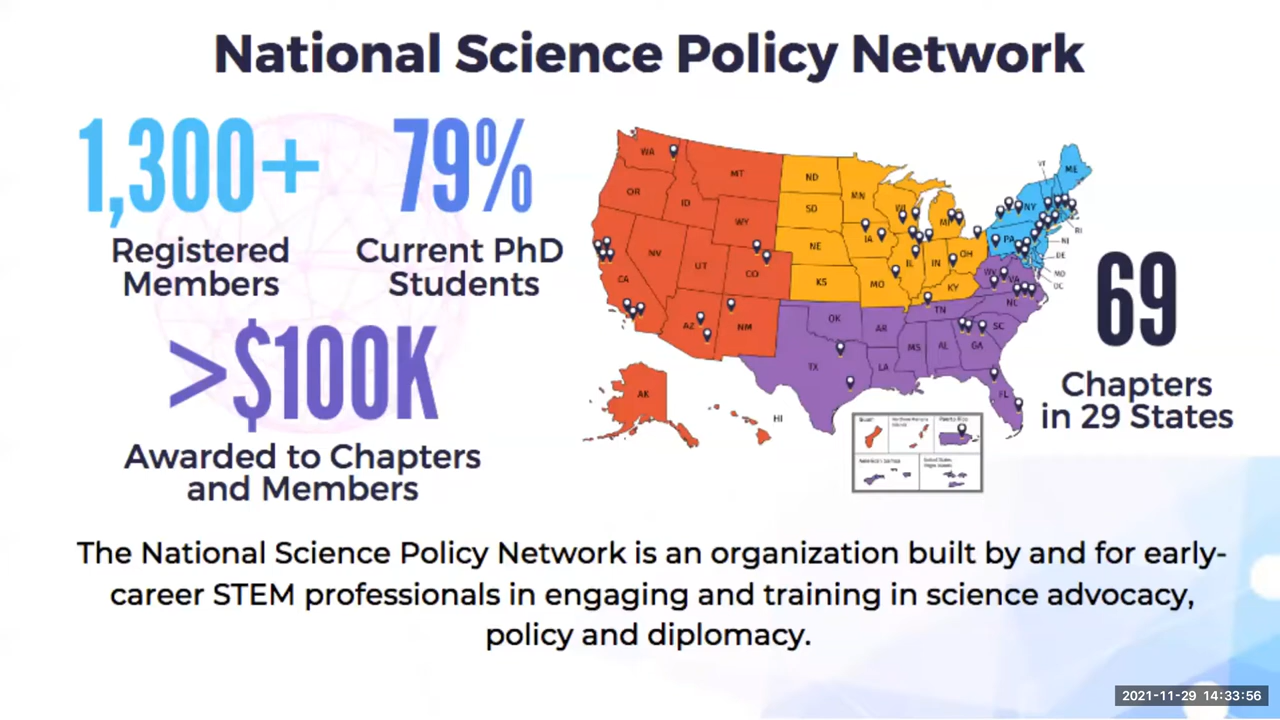 National Science Policy Network
1,300+
Registered
Members
79%
Current PhD
Students
>$100K
Awarded to Chapters
and Members
WA
OR
ID
MT
WY
NV
UT
CO
CA
AZ
NM
AK
HI
ND
SD
NE
KS
MN
IA
MO
WI
IL
IN
MI
OH
KY
OK
TX
AR
LA
MS
AL
TN
GA
FL
SC
NC
VA
WV
PA
NY
VT
ME
RI
NJ
DE
MD
DC
Guam
Puerto Rico
American Samoa
69
Chapters
in 29 States
The National Science Policy Network is an organization built by and for early-
career STEM professionals in engaging and training in science advocacy,
policy and diplomacy.
2021-11-29 14:33:56